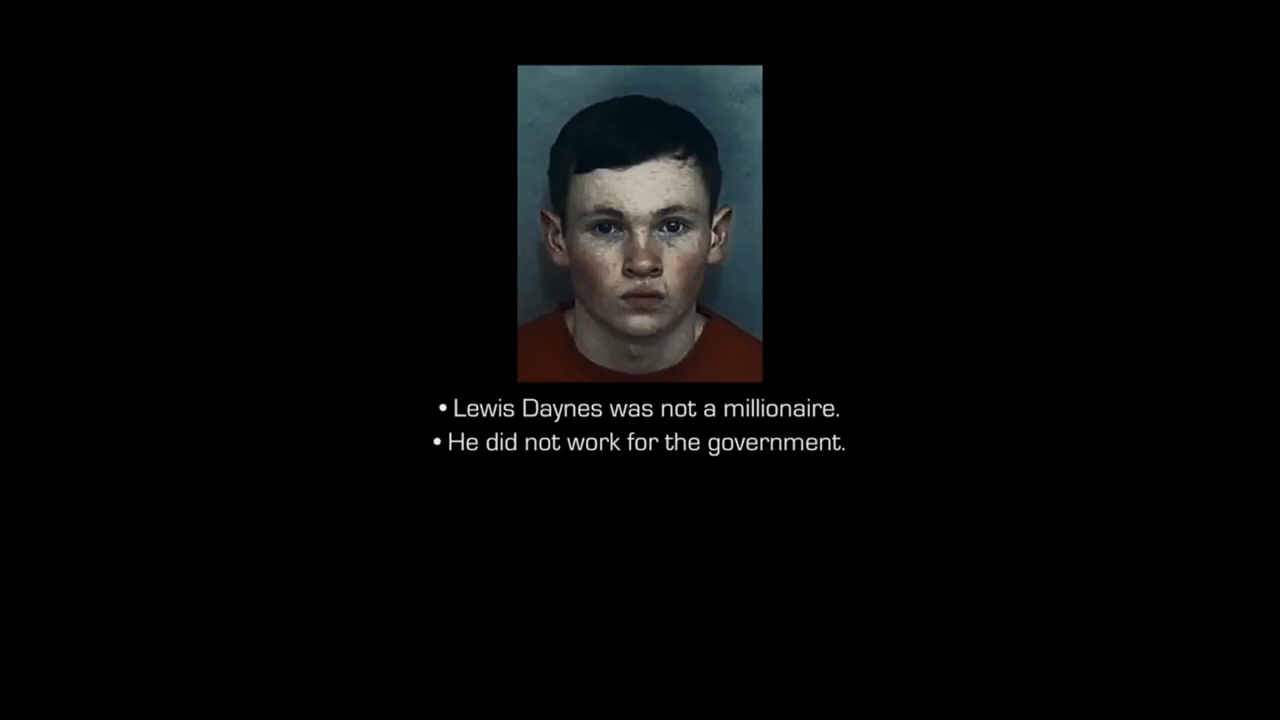 • Lewis Daynes was not a millionaire.
• He did not work for the government.